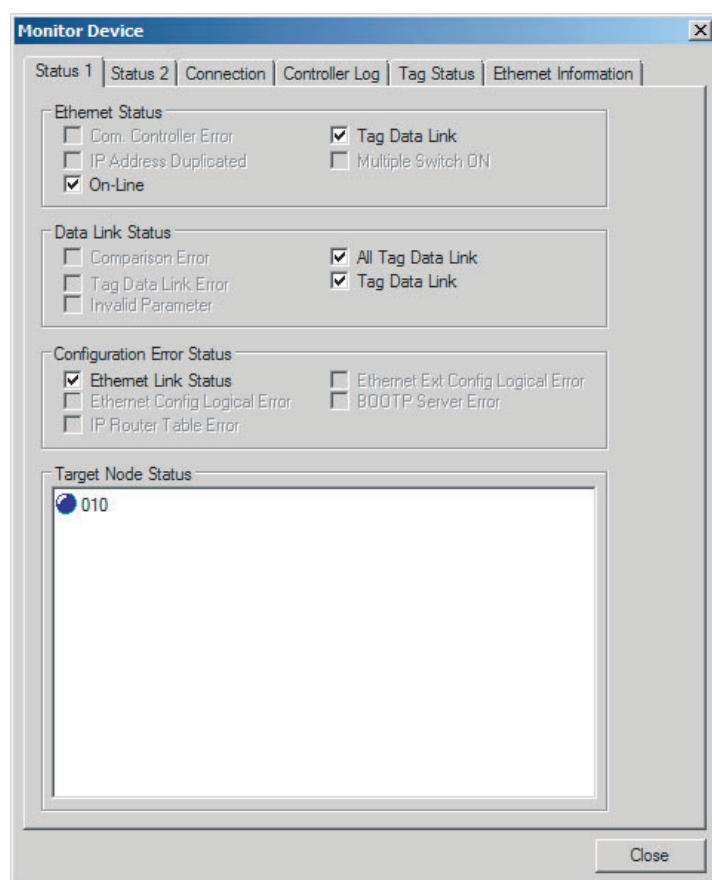 Monitor Device
Status 1 Status 2 Connection Controller Log Tag Status Ethernet Information
Ethernet Status
Com. Controller Error Tag Data Link
IP Address Duplicated Multiple Switch ON
On-Line
Data Link Status
Comparison Error All Tag Data Link
Tag Data Link Error Tag Data Link
Invalid Parameter
Configuration Error Status
Ethernet Link Status Ethernet Ext Config Logical Error
Ethernet Config Logical Error BOOTP Server Error
IP Router Table Error
Target Node Status
010
Close